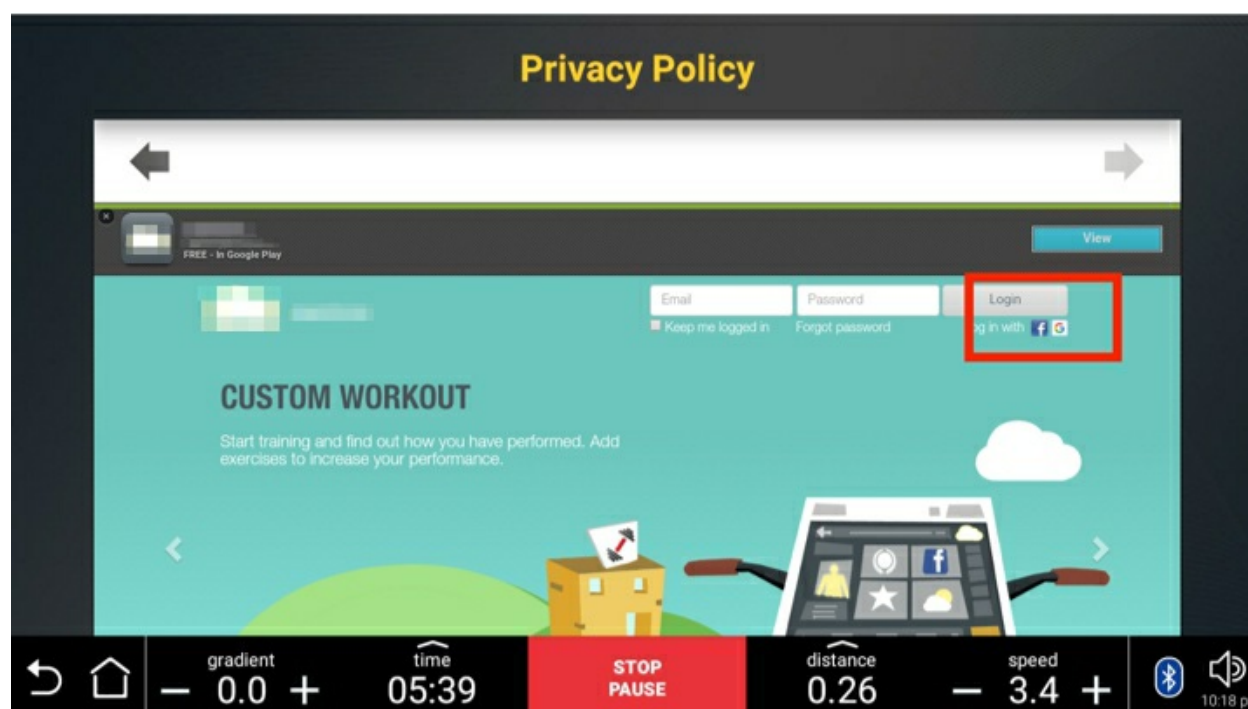 Privacy Policy
FREE - In Google Play
View
Email
Password
Login
Keep me logged in
Forgot password
og in with
CUSTOM WORKOUT
Start training and find out how you have performed. Add
exercises to increase your performance.
gradient
0.0
time
05:39
STOP
PAUSE
distance
0.26
speed
3.4
10:18 p